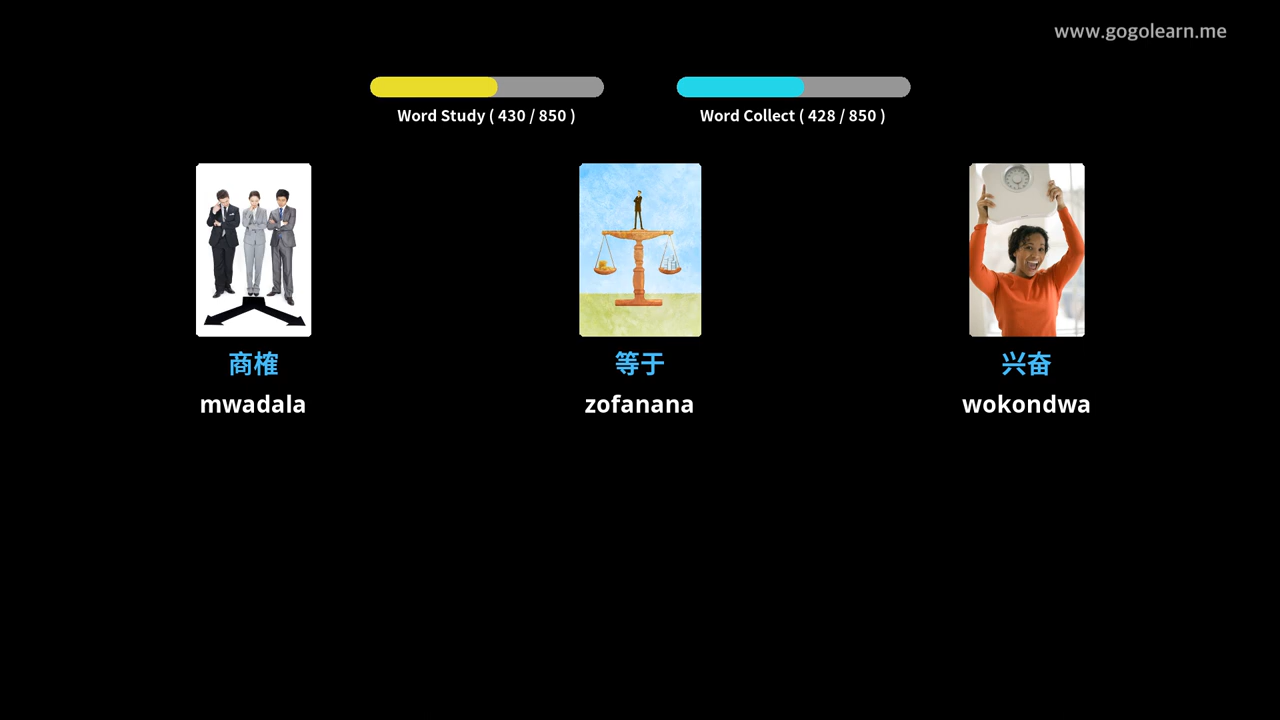 www.gogolearn.me
Word Study ( 430 / 850 )
Word Collect ( 428 / 850 )
商榷
mwadala
等于
zofanana
兴奋
wokondwa